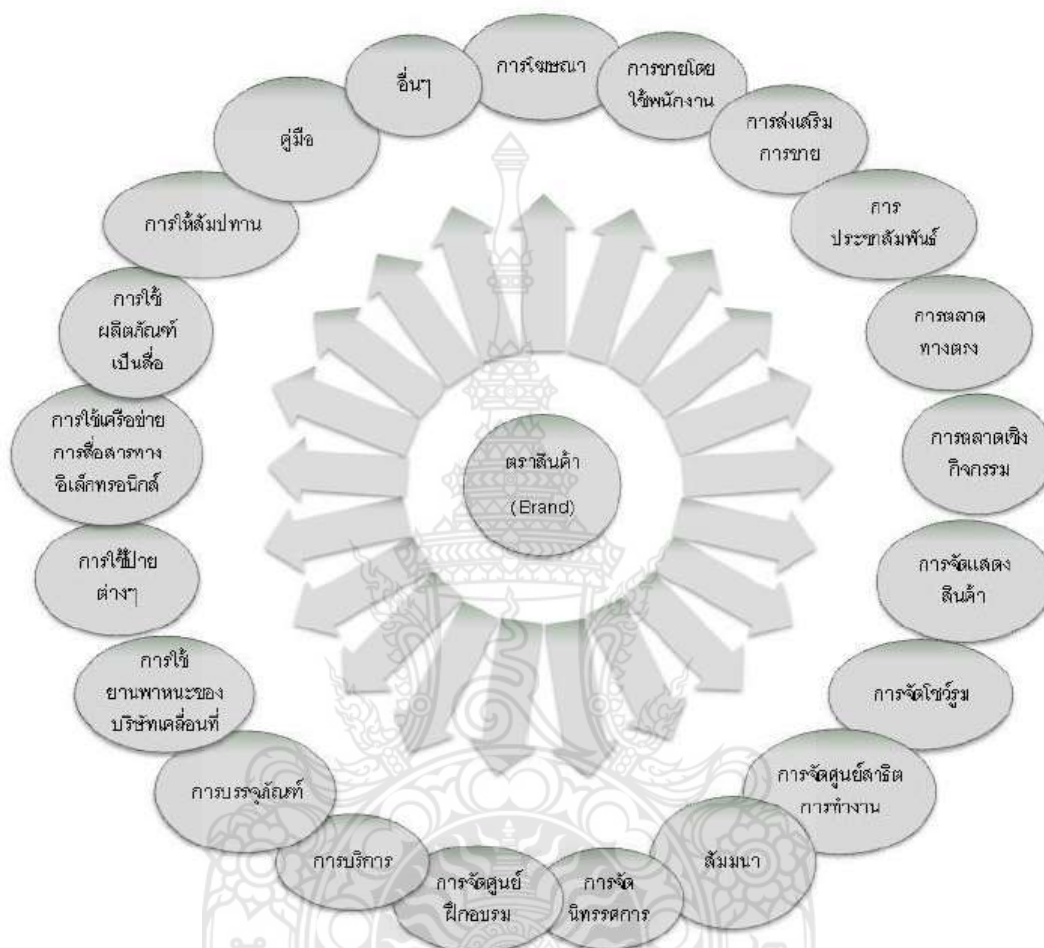 การโฆษณา
การขายโดย
ใช้พนักงาน
การส่งเสริม
การขาย
การ
ประชาสัมพันธ์
การตลาด
ทางตรง
การตลาดเชิง
กิจกรรม
การจัดแสดง
สินค้า
การจัดโชว์รูม
การจัดศูนย์สาธิต
การทำงาน
สัมมนา
การจัด
นิทรรศการ
การจัดศูนย์
ฝึกอบรม
การบริการ
การบรรจุภัณฑ์
การใช้
ยานพาหนะของ
บริษัทเคลื่อนที่
การใช้ป้าย
ต่างๆ
การใช้เครือข่าย
การสื่อสารทาง
อิเล็กทรอนิกส์
การใช้
ผลิตภัณฑ์
เป็นสื่อ
การให้สัมปทาน
คู่มือ
อื่นๆ
ตราสินค้า
(Brand)